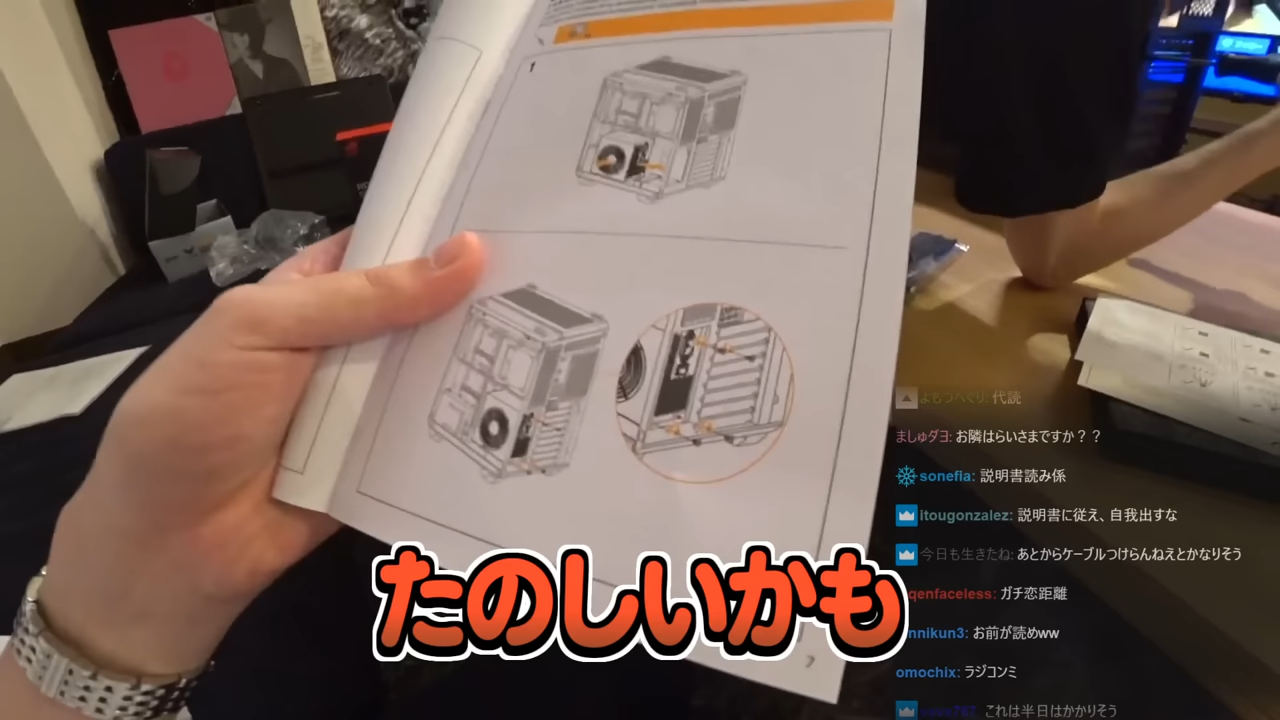 1
7
たのしいかも
よもつへぐり: 代読
ましゅダヨ: お隣はらいさまですか？？
sonefia: 説明書読み係
itougonzalez: 説明書に従え、自我出すな
今日も生きたね: あとからケーブルつけらんねえとかなりそう
qenfaceless: ガチ恋距離
nnikun3: お前が読めww
omochix: ラジコンミ
これは半日はかかりそう